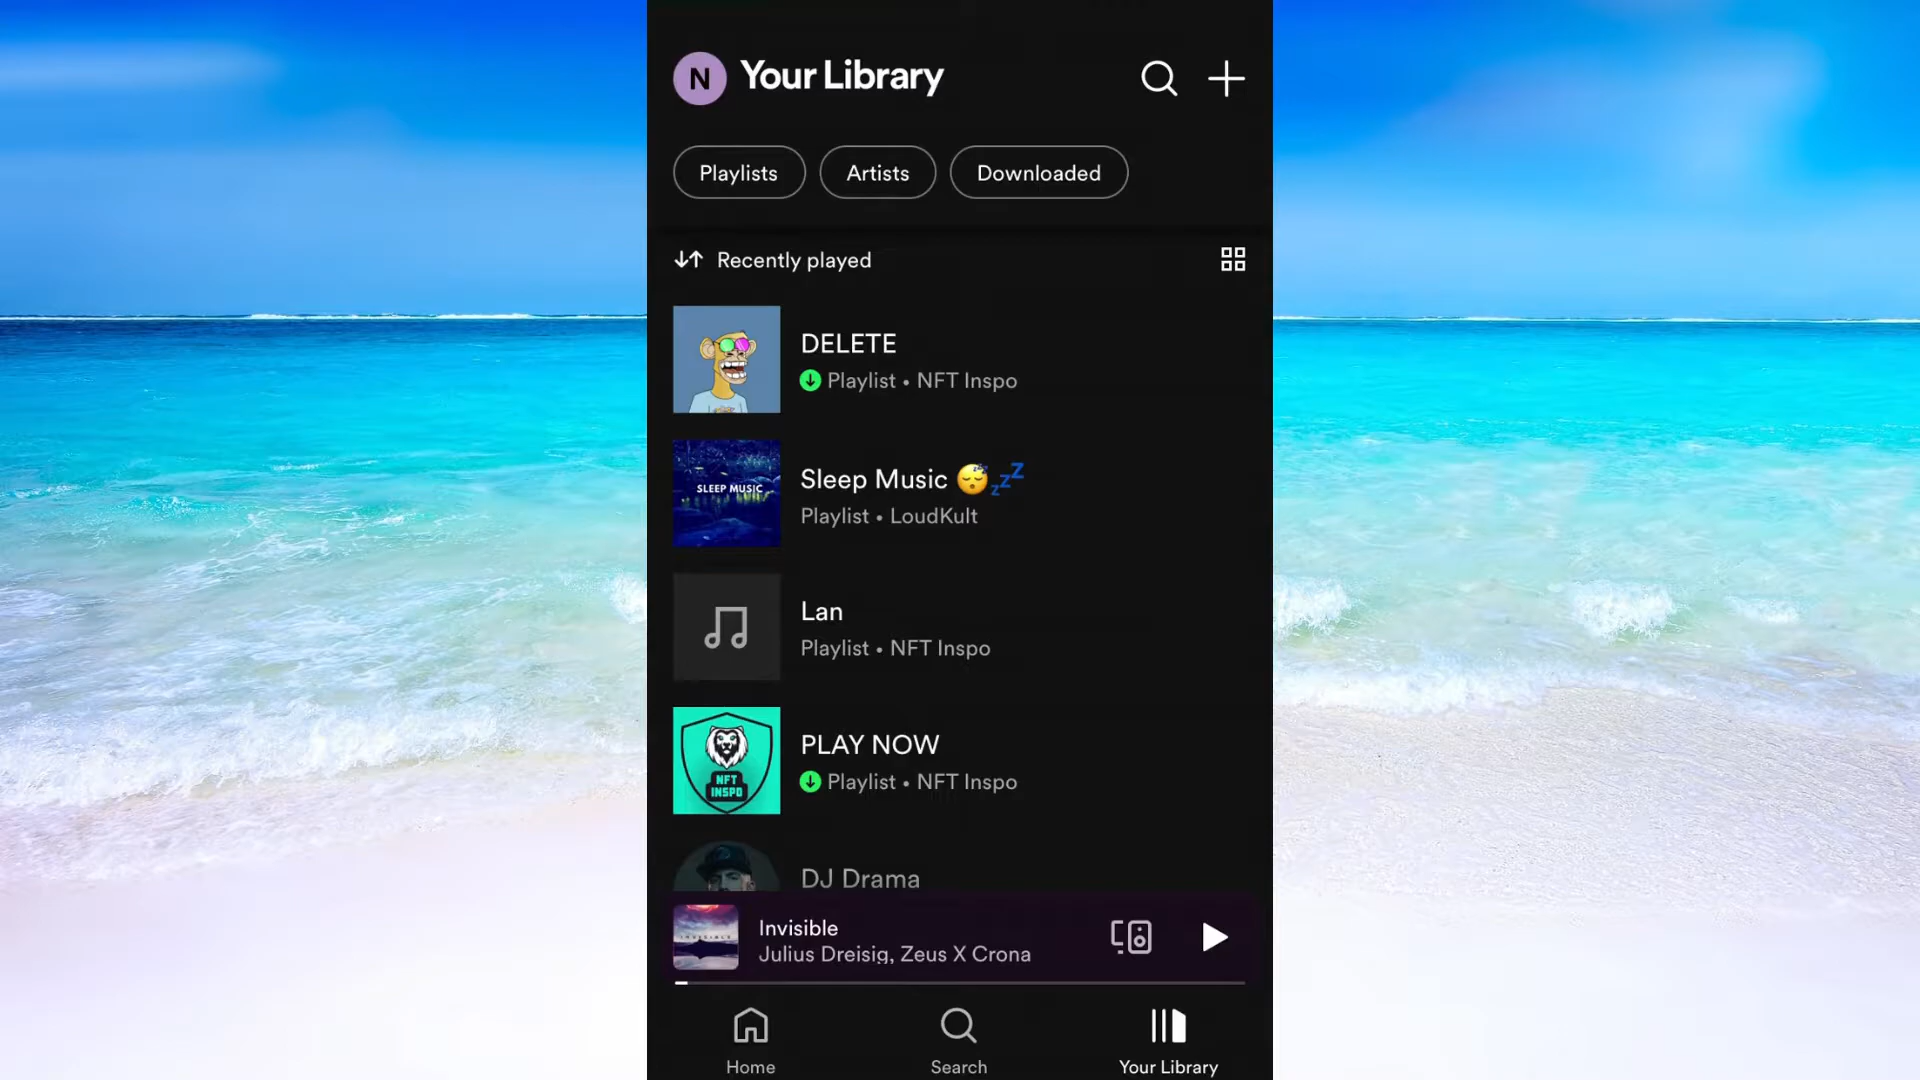 N Your Library
Playlists Artists Downloaded
Recently played
DELETE
Playlist • NFT Inspo
SLEEP MUSIC
Sleep Music 😴💤
Playlist • LoudKult
Lan
Playlist • NFT Inspo
NFT
INSPO
PLAY NOW
Playlist • NFT Inspo
DJ Drama
INVISIBLE
Invisible
Julius Dreisig, Zeus X Crona
Home Search Your Library